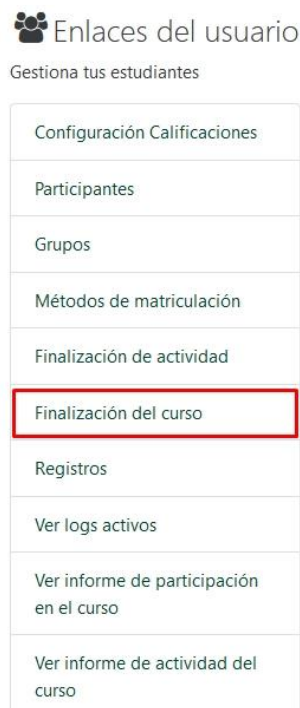 Enlaces del usuario
Gestiona tus estudiantes
Configuración Calificaciones
Participantes
Grupos
Métodos de matriculación
Finalización de actividad
Finalización del curso
Registros
Ver logs activos
Ver informe de participación
en el curso
Ver informe de actividad del
curso